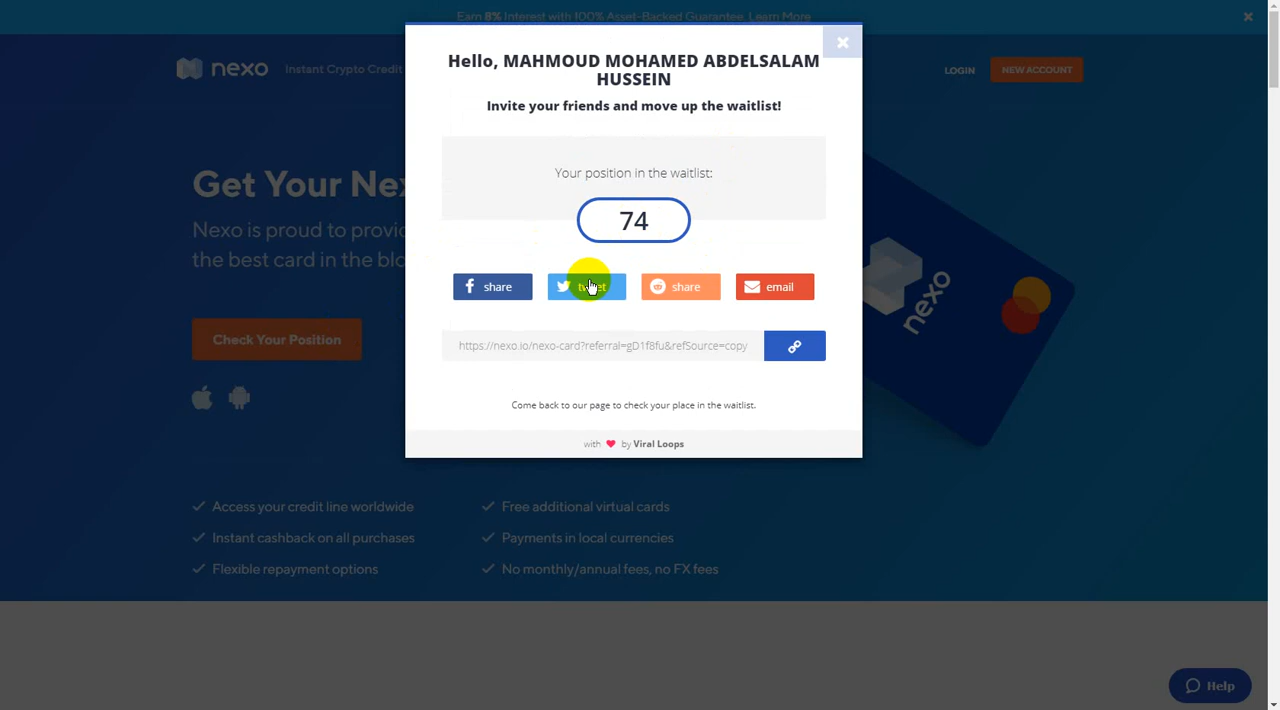 Earn 8% Interest with 100% Asset-Backed Guarantee. Learn More
nexo
Instant Crypto Credit
LOGIN
NEW ACCOUNT
Hello, MAHMOUD MOHAMED ABDELSALAM
HUSSEIN
Invite your friends and move up the waitlist!
Your position in the waitlist:
74
share
tweet
share
email
https://nexo.io/nexo-card?referral=gD1f8fu&refSource=copy
Come back to our page to check your place in the waitlist.
with by Viral Loops
Get Your Ne
Nexo is proud to provi
the best card in the blo
Check Your Position
nexo
Access your credit line worldwide
Free additional virtual cards
Instant cashback on all purchases
Payments in local currencies
Flexible repayment options
No monthly/annual fees, no FX fees
Help